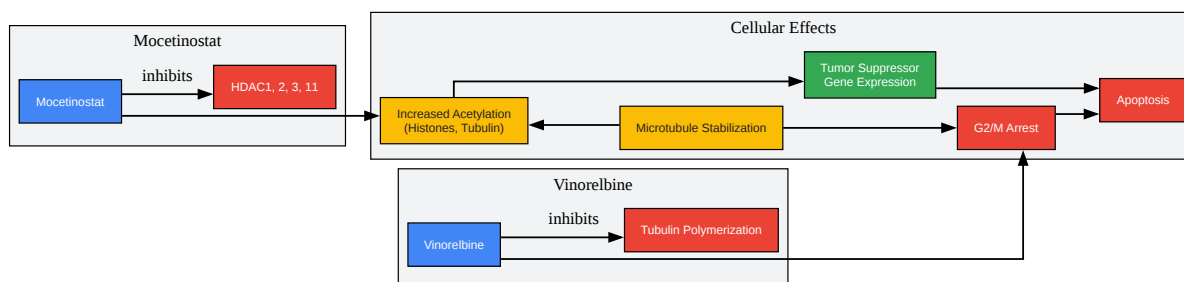 Mocetinostat
inhibits
Mocetinostat
HDAC1, 2, 3, 11
Cellular Effects
Tumor Suppressor
Gene Expression
Apoptosis
Increased Acetylation
(Histones, Tubulin)
Microtubule Stabilization
G2/M Arrest
Vinorelbine
inhibits
Vinorelbine
Tubulin Polymerization